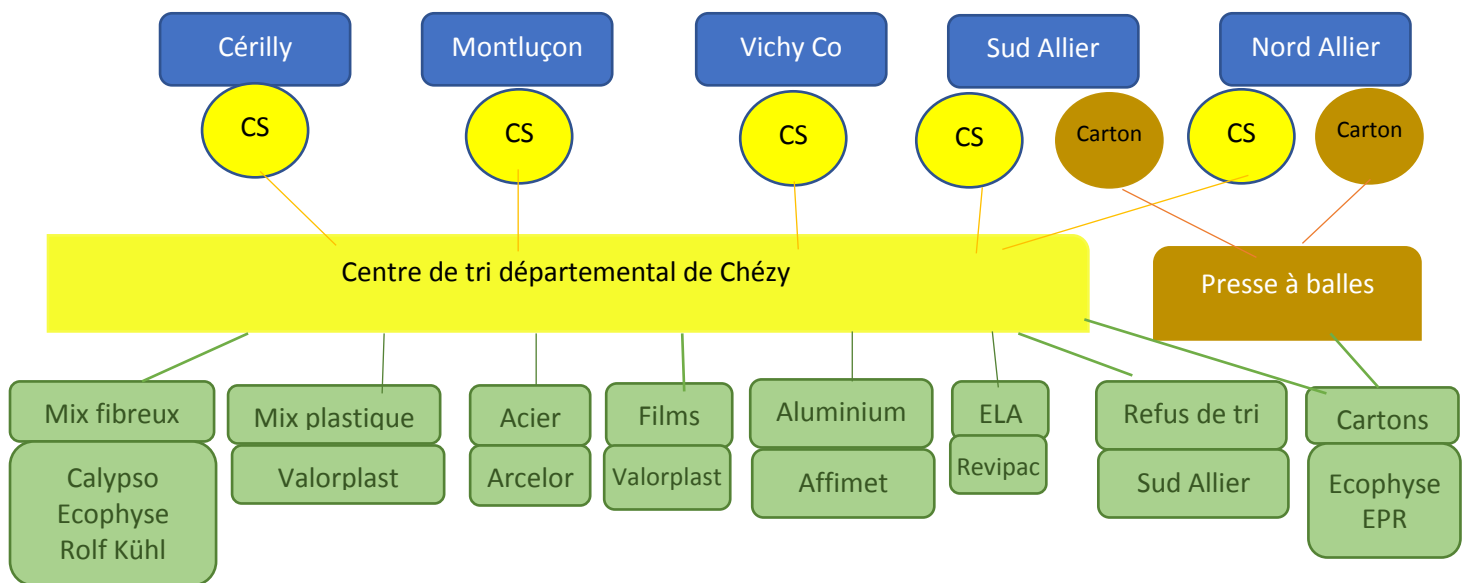 Cérilly
Montluçon
Vichy Co
Sud Allier
Nord Allier
CS
CS
CS
CS
Carton
CS
Carton
Centre de tri départemental de Chézy
Presse à balles
Mix fibreux
Mix plastique
Acier
Films
Aluminium
ELA
Refus de tri
Cartons
Calypso
Ecophyse
Rolf Kühl
Valorplast
Arcelor
Valorplast
Affimet
Revipac
Sud Allier
Ecophyse
EPR